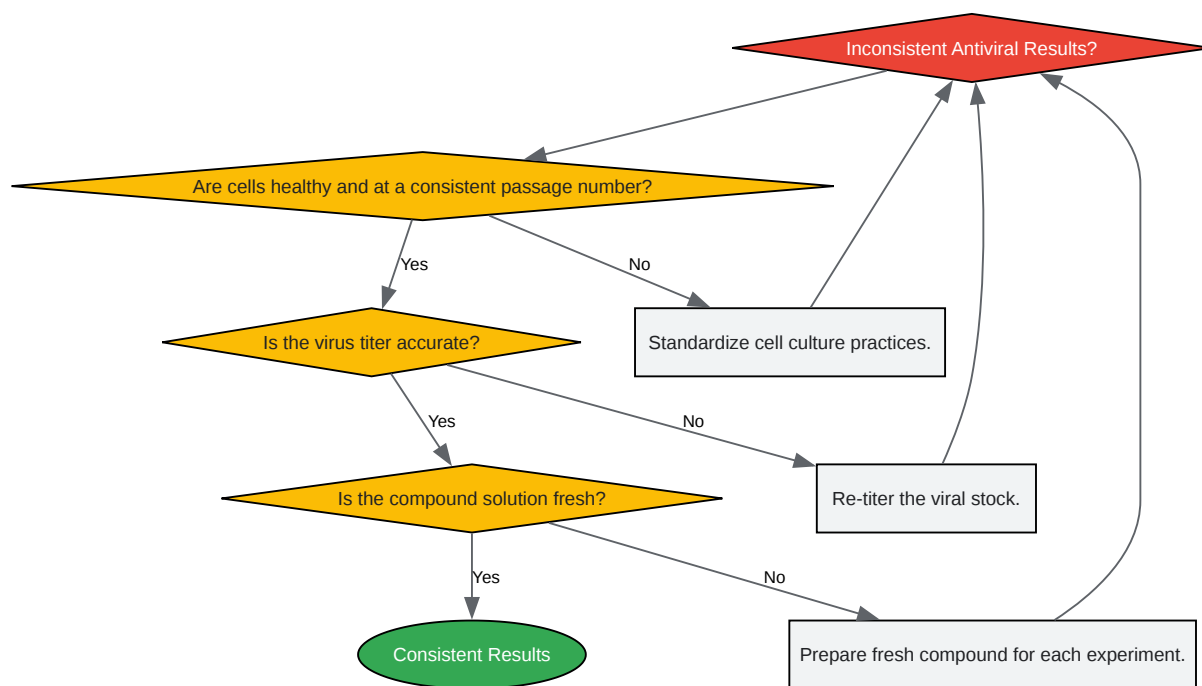 Inconsistent Antiviral Results?
Are cells healthy and at a consistent passage number?
Yes
No
Is the virus titer accurate?
Standardize cell culture practices.
Yes
No
Is the compound solution fresh?
Re-titer the viral stock.
Yes
No
Consistent Results
Prepare fresh compound for each experiment.